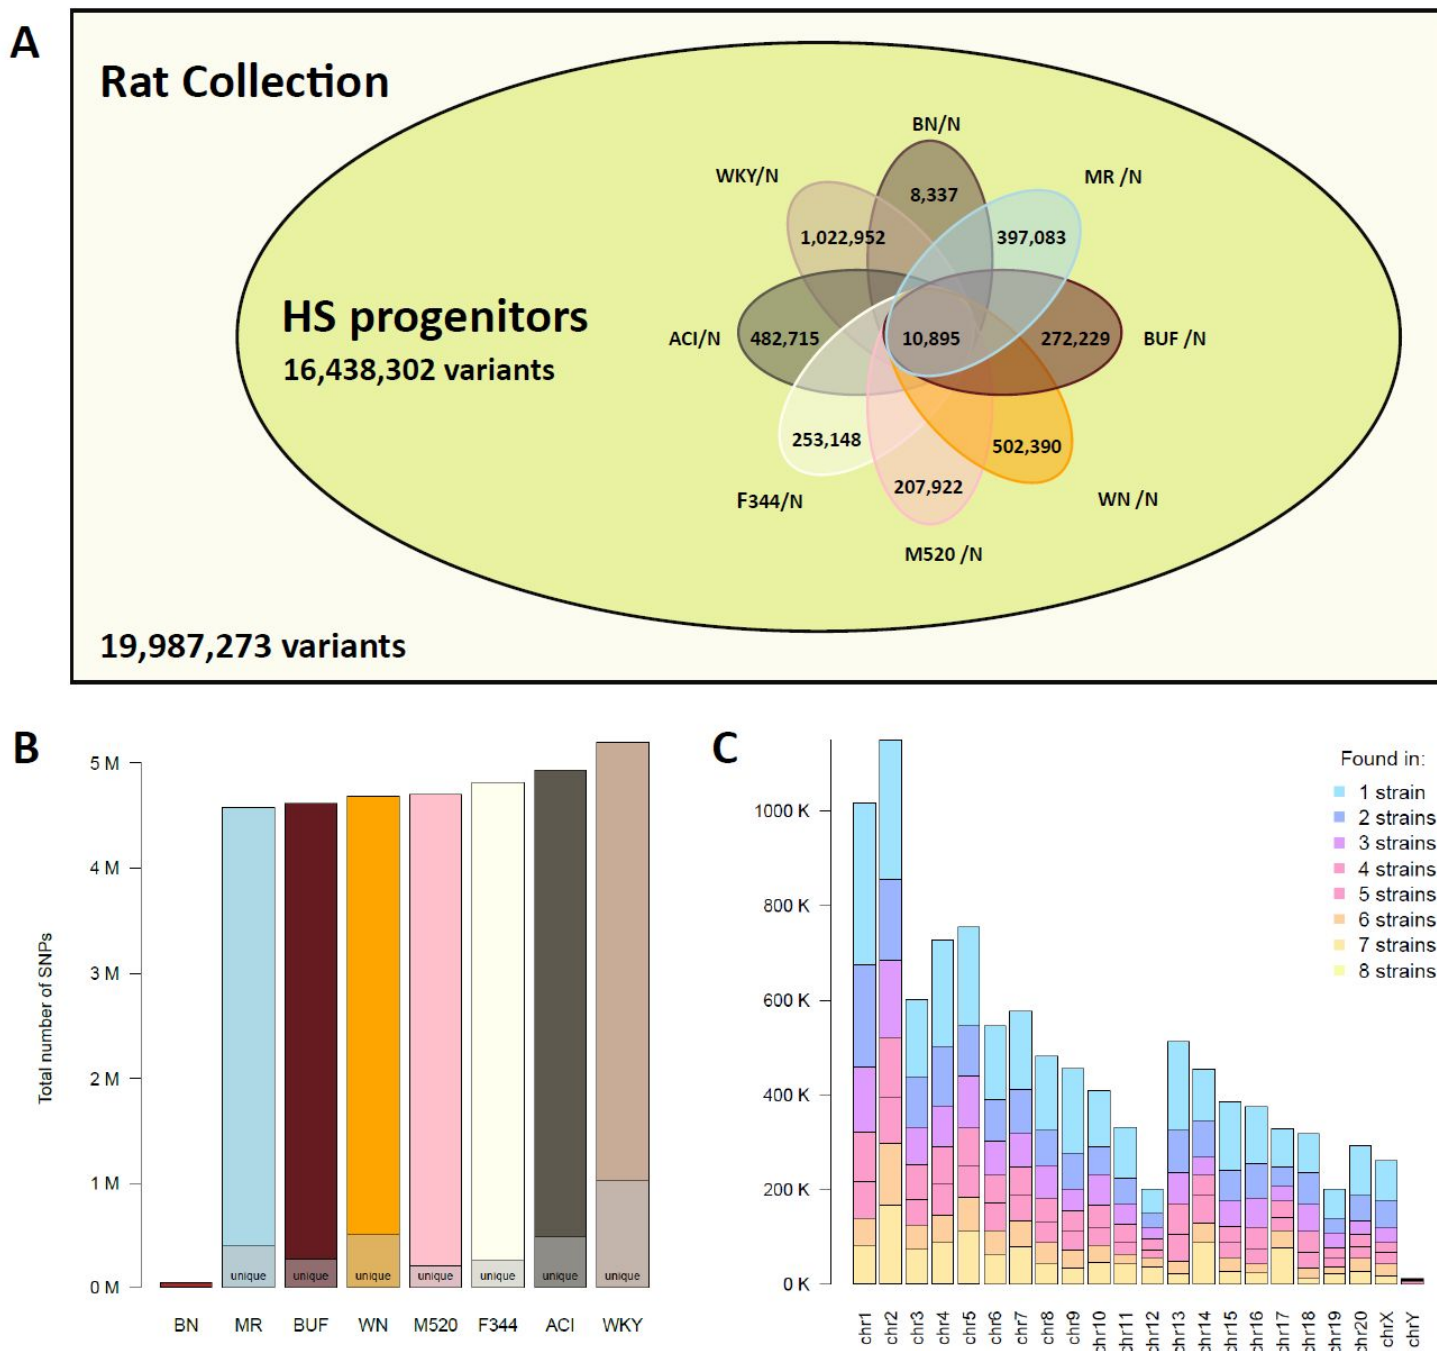 A
Rat Collection
BN/N
WKY/N
MR /N
8,337
1,022,952
397,083
HS progenitors
16,438,302 variants
ACI/N
482,715
10,895
272,229
BUF /N
253,148
502,390
207,922
F344/N
WN /N
M520 /N
19,987,273 variants
B
Total number of SNPs
5 M
4 M
3 M
2 M
1 M
0 M
unique
unique
unique
unique
unique
unique
unique
BN
MR
BUF
WN
M520
F344
ACI
WKY
C
Found in:
1 strain
2 strains
3 strains
4 strains
5 strains
6 strains
7 strains
8 strains
1000 K
800 K
600 K
400 K
200 K
0 K
chr1
chr2
chr3
chr4
chr5
chr6
chr7
chr8
chr9
chr10
chr11
chr12
chr13
chr14
chr15
chr16
chr17
chr18
chr19
chr20
chrX
chrY